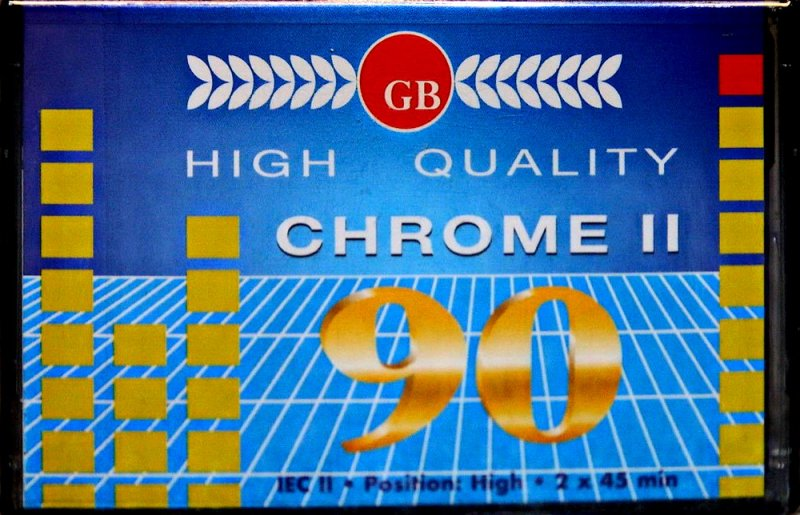 GB
HIGH QUALITY
CHROME II
90
IEC II • Position: High • 2 x 45 min